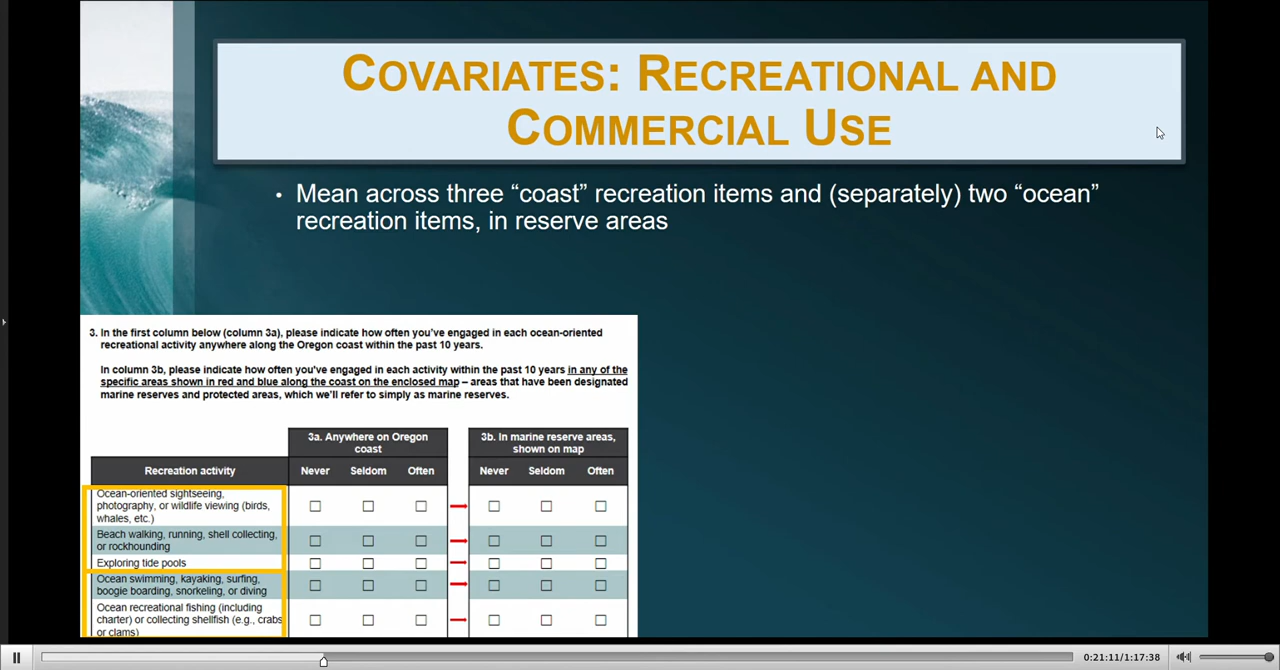 COVARIATES: RECREATIONAL AND
COMMERCIAL USE
• Mean across three “coast” recreation items and (separately) two “ocean”
recreation items, in reserve areas
3. In the first column below (column 3a), please indicate how often you’ve engaged in each ocean-oriented
recreational activity anywhere along the Oregon coast within the past 10 years.
In column 3b, please indicate how often you’ve engaged in each activity within the past 10 years in any of the
specific areas shown in red and blue along the coast on the enclosed map – areas that have been designated
marine reserves and protected areas, which we’ll refer to simply as marine reserves.
3a. Anywhere on Oregon
coast
3b. In marine reserve areas,
shown on map
Recreation activity Never Seldom Often Never Seldom Often
Ocean-oriented sightseeing,
photography, or wildlife viewing (birds,
whales, etc.)
Beach walking, running, shell collecting,
or rockhounding
Exploring tide pools
Ocean swimming, kayaking, surfing,
boogie boarding, snorkeling, or diving
Ocean recreational fishing (including
charter) or collecting shellfish (e.g., crabs
or clams)
0:21:11/1:17:38